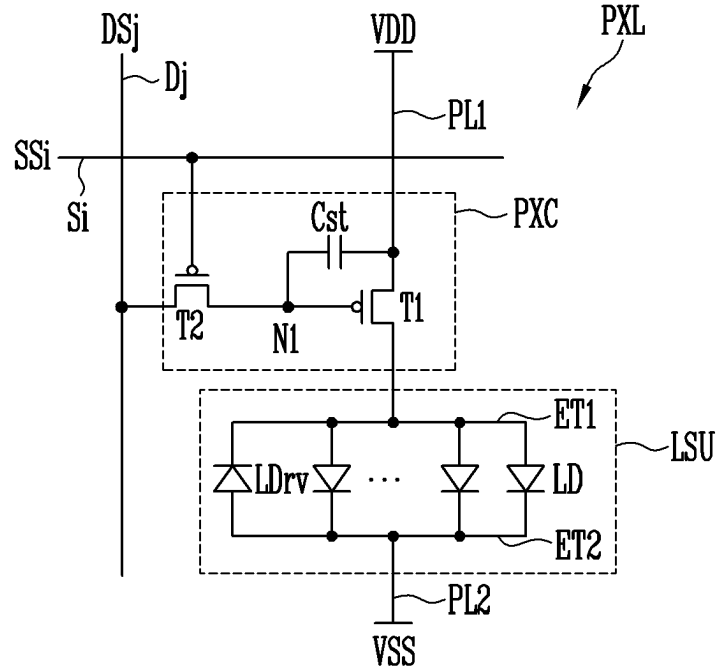 DSj
VDD
PXL
Dj
PL1
SSi
Si
Cst
PXC
T2
N1
T1
ET1
LSU
LDrv
...
LD
ET2
PL2
VSS